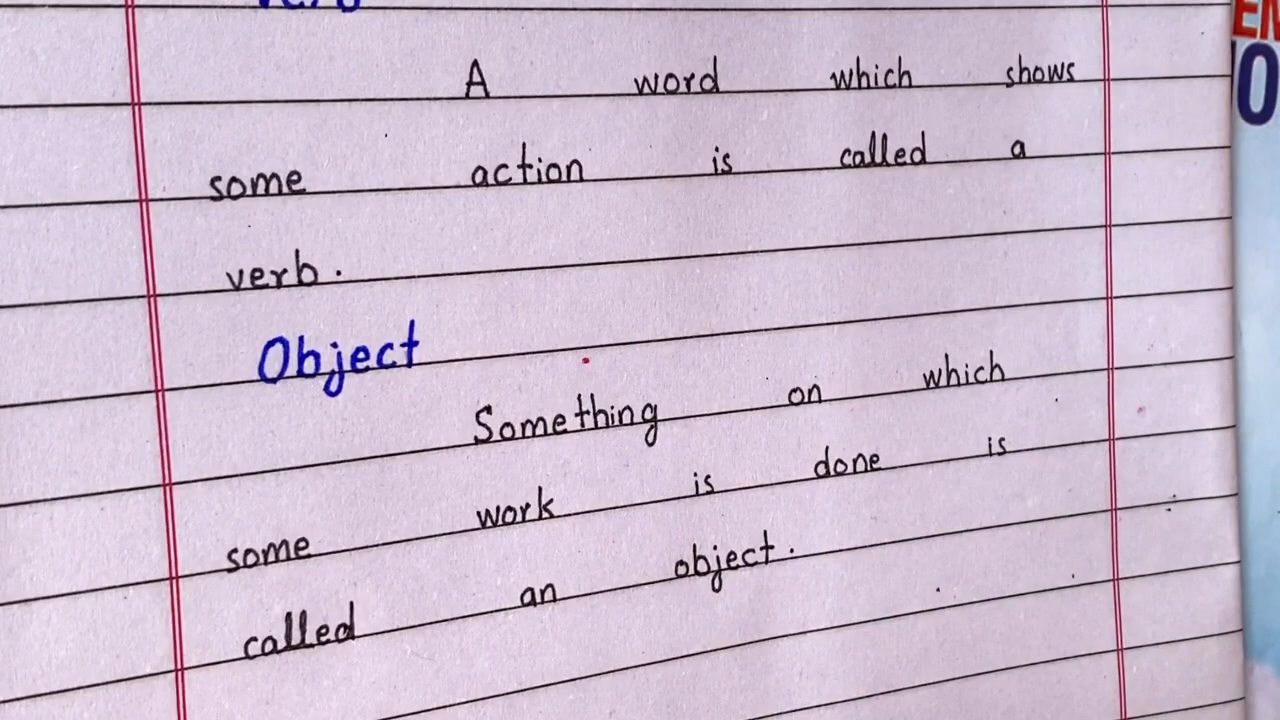 A word which shows
some action is called a
verb.
Object
Something on which
some work is done is
called an object.